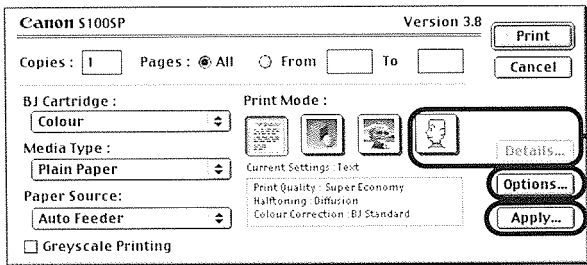 Canon S100SP Version 3.8
Print
Copies : 1 Pages : All From To
Cancel
BJ Cartridge :
Colour
Print Mode :
Media Type :
Plain Paper
Details...
Current Settings : Text
Print Quality : Super Economy
Halftoning : Diffusion
Colour Correction : BJ Standard
Options...
Paper Source:
Auto Feeder
Apply...
Greyscale Printing